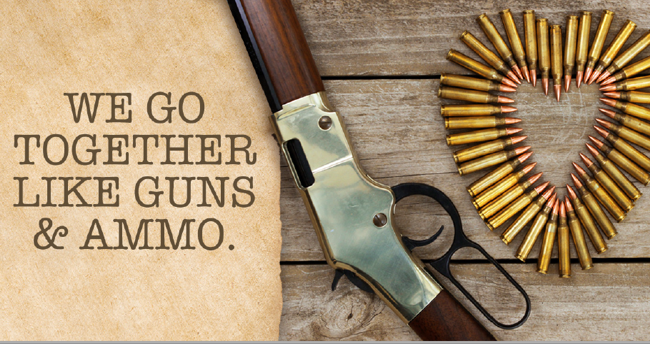 WE GO
TOGETHER
LIKE GUNS
& AMMO.